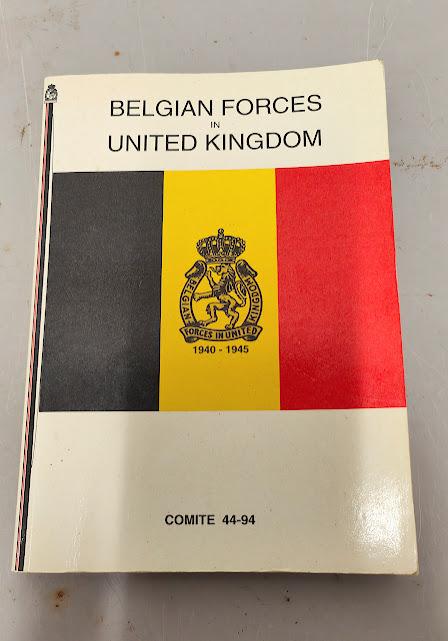 BELGIAN FORCES
IN
UNITED KINGDOM
BELGIAN FORCES IN UNITED KINGDOM
1940 - 1945
COMITE 44-94